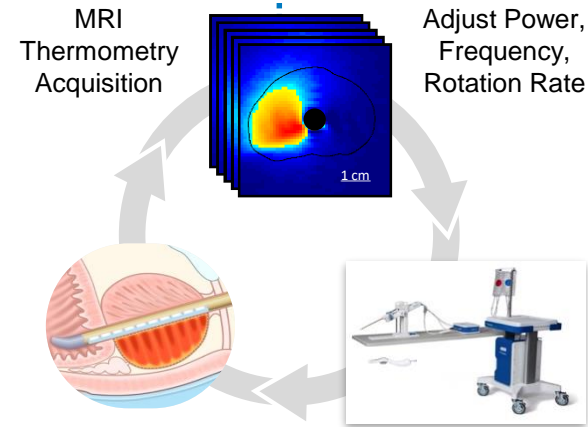 MRI
Thermometry
Acquisition
Adjust Power,
Frequency,
Rotation Rate
1 cm